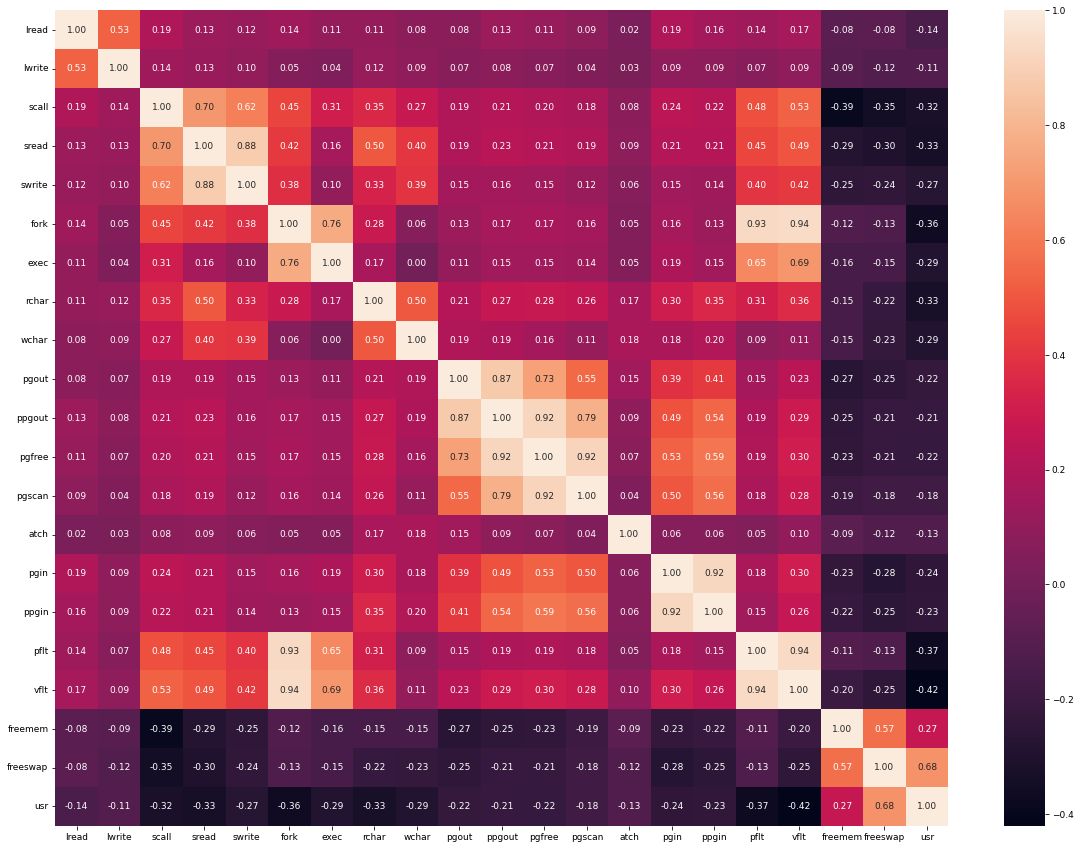 lread 1.00 0.53 0.19 0.13 0.12 0.14 0.11 0.11 0.08 0.08 0.13 0.11 0.09 0.02 0.19 0.16 0.14 0.17 -0.08 -0.08 -0.14
lwrite 0.53 1.00 0.14 0.13 0.10 0.05 0.04 0.12 0.09 0.07 0.08 0.07 0.04 0.03 0.09 0.09 0.07 0.09 -0.09 -0.12 -0.11
scall 0.19 0.14 1.00 0.70 0.62 0.45 0.31 0.35 0.27 0.19 0.21 0.20 0.18 0.08 0.24 0.22 0.48 0.53 -0.39 -0.35 -0.32
sread 0.13 0.13 0.70 1.00 0.88 0.42 0.16 0.50 0.40 0.19 0.23 0.21 0.19 0.09 0.21 0.21 0.45 0.49 -0.29 -0.30 -0.33
swrite 0.12 0.10 0.62 0.88 1.00 0.38 0.10 0.33 0.39 0.15 0.16 0.15 0.12 0.06 0.15 0.14 0.40 0.42 -0.25 -0.24 -0.27
fork 0.14 0.05 0.45 0.42 0.38 1.00 0.76 0.28 0.06 0.13 0.17 0.17 0.16 0.05 0.16 0.13 0.93 0.94 -0.12 -0.13 -0.36
exec 0.11 0.04 0.31 0.16 0.10 0.76 1.00 0.17 0.00 0.11 0.15 0.15 0.14 0.05 0.19 0.15 0.65 0.69 -0.16 -0.15 -0.29
rchar 0.11 0.12 0.35 0.50 0.33 0.28 0.17 1.00 0.50 0.21 0.27 0.28 0.26 0.17 0.30 0.35 0.31 0.36 -0.15 -0.22 -0.33
wchar 0.08 0.09 0.27 0.40 0.39 0.06 0.00 0.50 1.00 0.19 0.19 0.16 0.11 0.18 0.18 0.20 0.09 0.11 -0.15 -0.23 -0.29
pgout 0.08 0.07 0.19 0.19 0.15 0.13 0.11 0.21 0.19 1.00 0.87 0.73 0.55 0.15 0.39 0.41 0.15 0.23 -0.27 -0.25 -0.22
ppgout 0.13 0.08 0.21 0.23 0.16 0.17 0.15 0.27 0.19 0.87 1.00 0.92 0.79 0.09 0.49 0.54 0.19 0.29 -0.25 -0.21 -0.21
pgfree 0.11 0.07 0.20 0.21 0.15 0.17 0.15 0.28 0.16 0.73 0.92 1.00 0.92 0.07 0.53 0.59 0.19 0.30 -0.23 -0.21 -0.22
pgscan 0.09 0.04 0.18 0.19 0.12 0.16 0.14 0.26 0.11 0.55 0.79 0.92 1.00 0.04 0.50 0.56 0.18 0.28 -0.19 -0.18 -0.18
atch 0.02 0.03 0.08 0.09 0.06 0.05 0.05 0.17 0.18 0.15 0.09 0.07 0.04 1.00 0.06 0.06 0.05 0.10 -0.09 -0.12 -0.13
pgin 0.19 0.09 0.24 0.21 0.15 0.16 0.19 0.30 0.18 0.39 0.49 0.53 0.50 0.06 1.00 0.92 0.18 0.30 -0.23 -0.28 -0.24
ppgin 0.16 0.09 0.22 0.21 0.14 0.13 0.15 0.35 0.20 0.41 0.54 0.59 0.56 0.06 0.92 1.00 0.15 0.26 -0.22 -0.25 -0.23
pflt 0.14 0.07 0.48 0.45 0.40 0.93 0.65 0.31 0.09 0.15 0.19 0.19 0.18 0.05 0.18 0.15 1.00 0.94 -0.11 -0.13 -0.37
vflt 0.17 0.09 0.53 0.49 0.42 0.94 0.69 0.36 0.11 0.23 0.29 0.30 0.28 0.10 0.30 0.26 0.94 1.00 -0.20 -0.25 -0.42
freemem -0.08 -0.09 -0.39 -0.29 -0.25 -0.12 -0.16 -0.15 -0.15 -0.27 -0.25 -0.23 -0.19 -0.09 -0.23 -0.22 -0.11 -0.20 1.00 0.57 0.27
freeswap -0.08 -0.12 -0.35 -0.30 -0.24 -0.13 -0.15 -0.22 -0.23 -0.25 -0.21 -0.21 -0.18 -0.12 -0.28 -0.25 -0.13 -0.25 0.57 1.00 0.68
usr -0.14 -0.11 -0.32 -0.33 -0.27 -0.36 -0.29 -0.33 -0.29 -0.22 -0.21 -0.22 -0.18 -0.13 -0.24 -0.23 -0.37 -0.42 0.27 0.68 1.00
lread lwrite scall sread swrite fork exec rchar wchar pgout ppgout pgfree pgscan atch pgin ppgin pflt vflt freemem freeswap usr
1.0
0.8
0.6
0.4
0.2
0.0
−0.2
−0.4